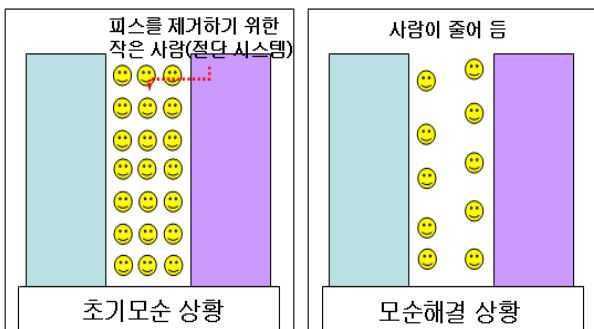 피스를 제거하기 위한
작은 사람(절단 시스템)
초기모순 상황
사람이 줄어 듬
모순해결 상황